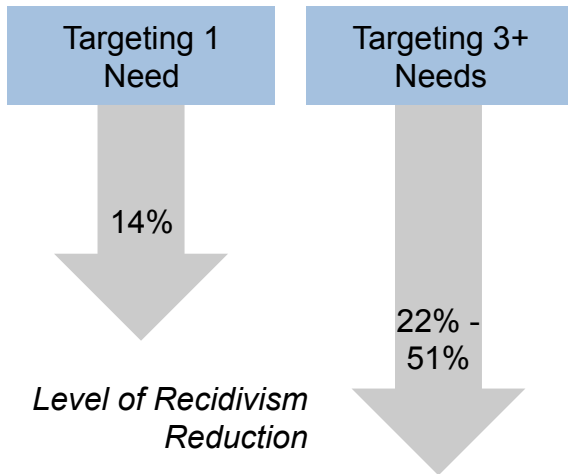 Targeting 1
Need
Targeting 3+
Needs
14%
22% -
51%
Level of Recidivism
Reduction